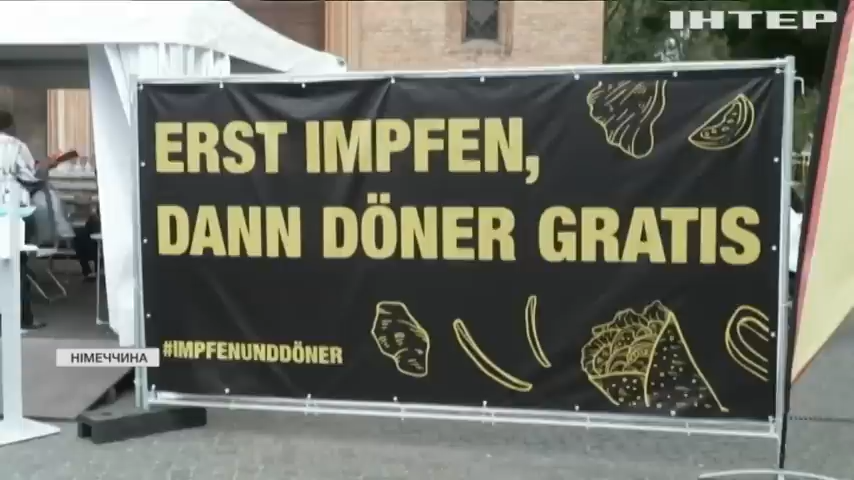 ІНТЕР
ERST IMPFEN,
DANN DÖNER GRATIS
#IMPFENUNDDÖNER
НІМЕЧЧИНА